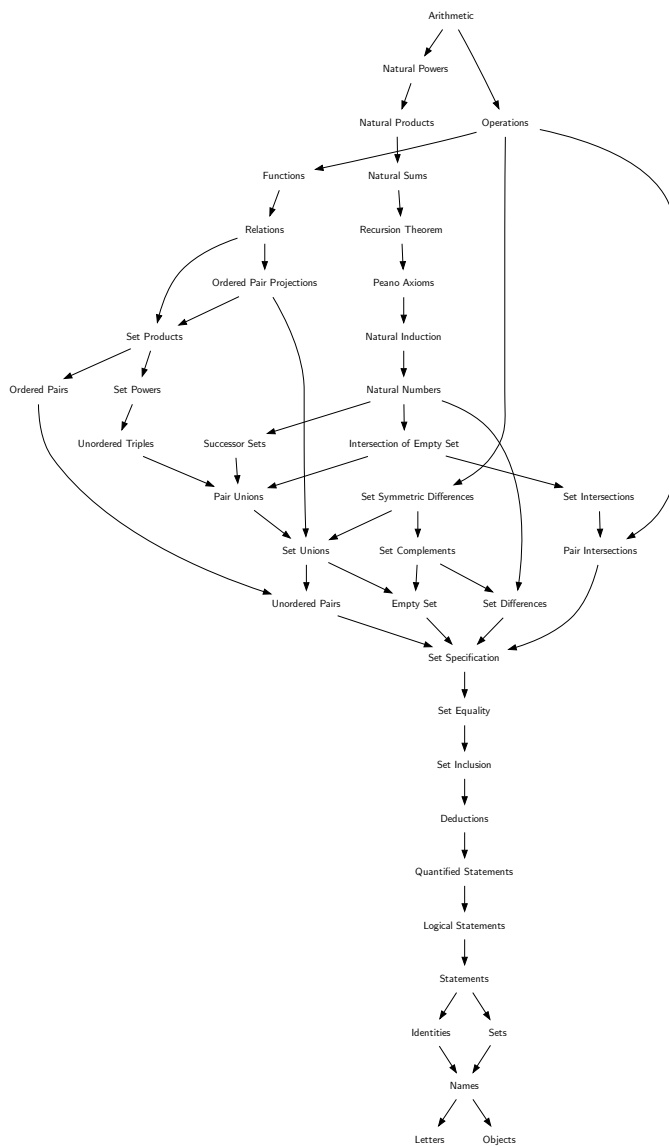 Arithmetic
Natural Powers
Natural Products
Operations
Functions
Natural Sums
Relations
Recursion Theorem
Ordered Pair Projections
Peano Axioms
Set Products
Natural Induction
Ordered Pairs
Set Powers
Natural Numbers
Unordered Triples
Successor Sets
Intersection of Empty Set
Pair Unions
Set Symmetric Differences
Set Intersections
Set Unions
Set Complements
Pair Intersections
Unordered Pairs
Empty Set
Set Differences
Set Specification
Set Equality
Set Inclusion
Deductions
Quantified Statements
Logical Statements
Statements
Identities
Sets
Names
Letters
Objects